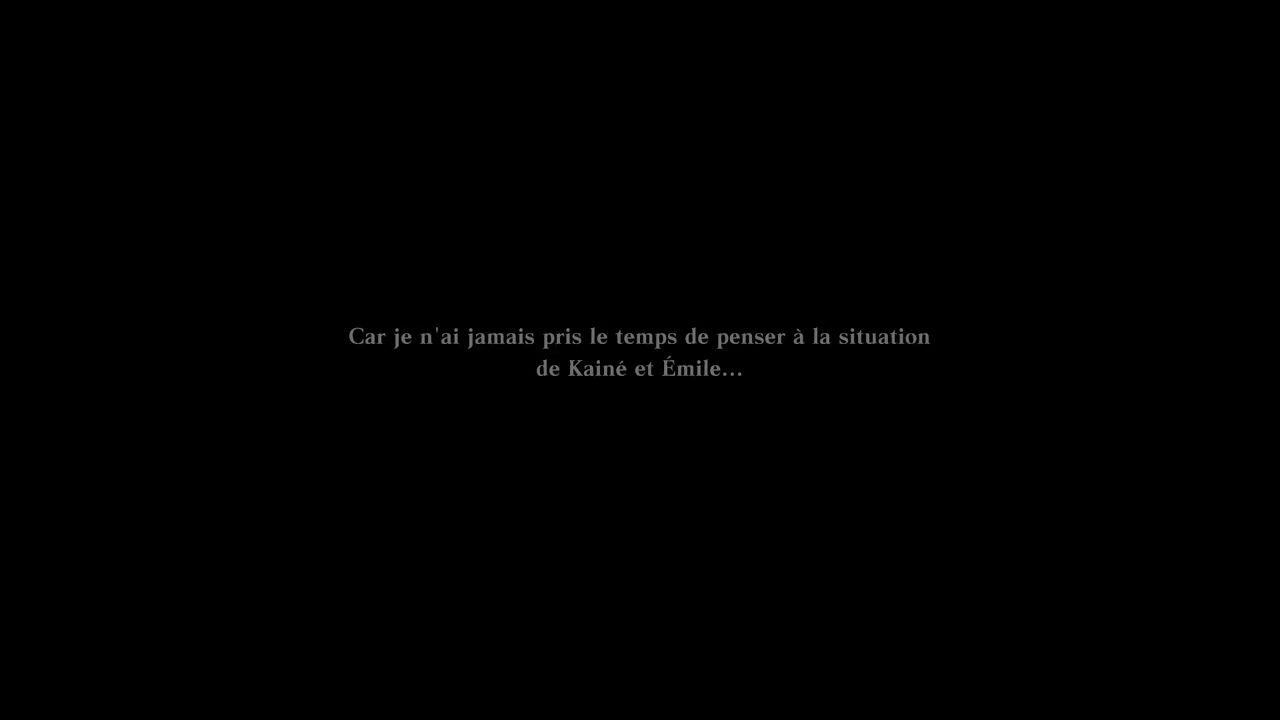 Car je n'ai jamais pris le temps de penser à la situation
de Kainé et Émile...